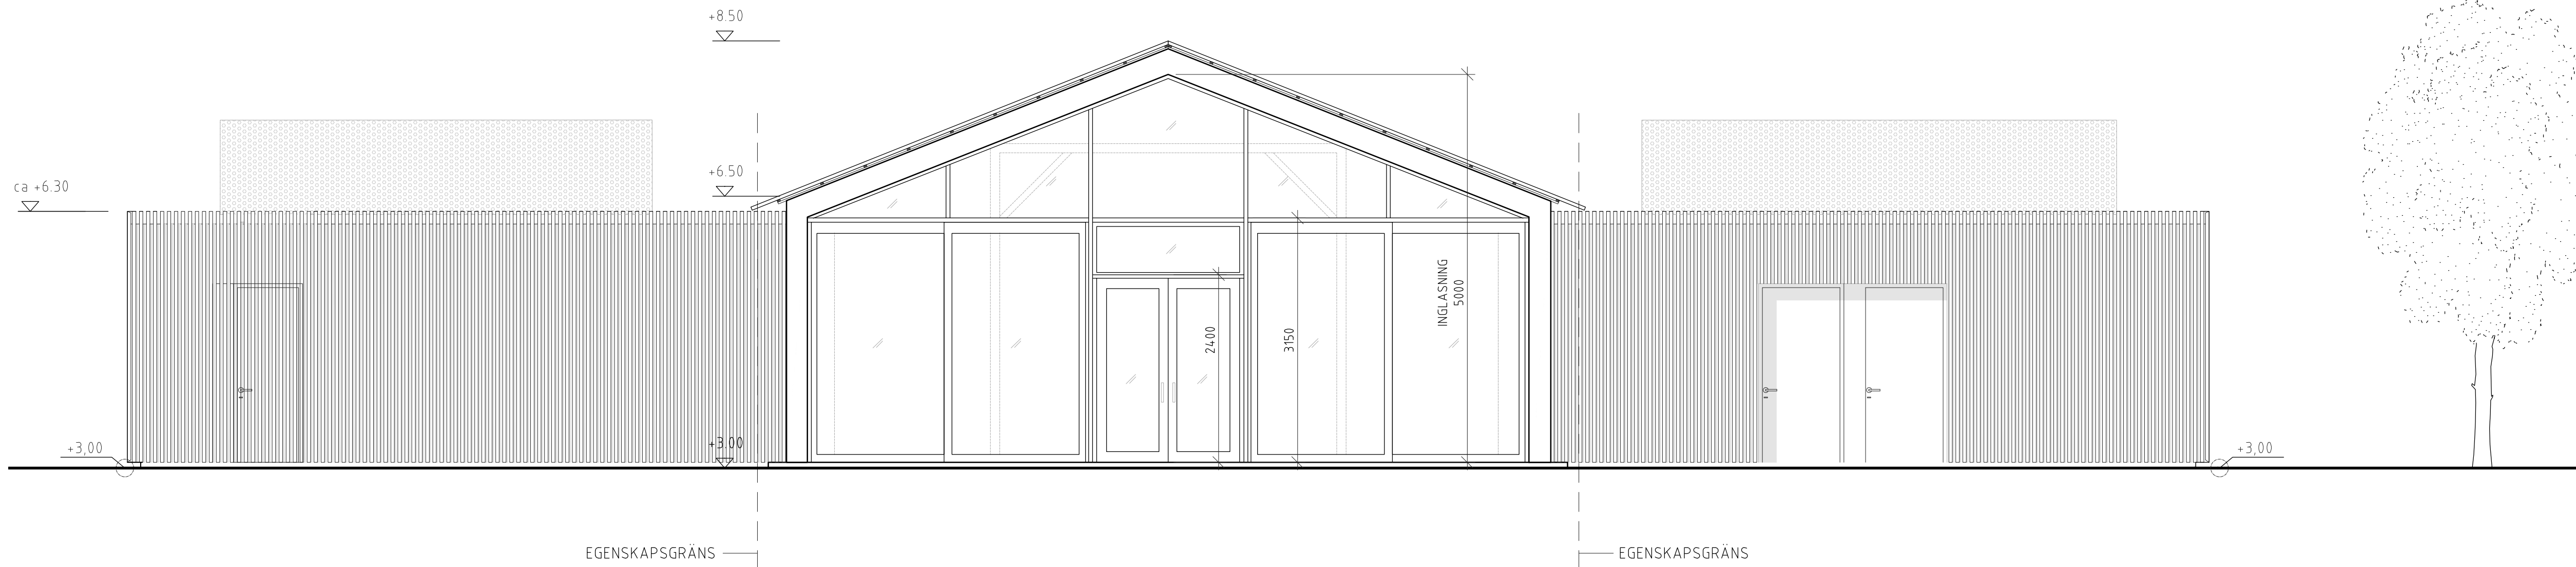 +8.50
+6.50
ca +6.30
INGLASNING
5000
2400
3150
+3,00
+3.00
+3,00
EGENSKAPSGRÄNS
EGENSKAPSGRÄNS